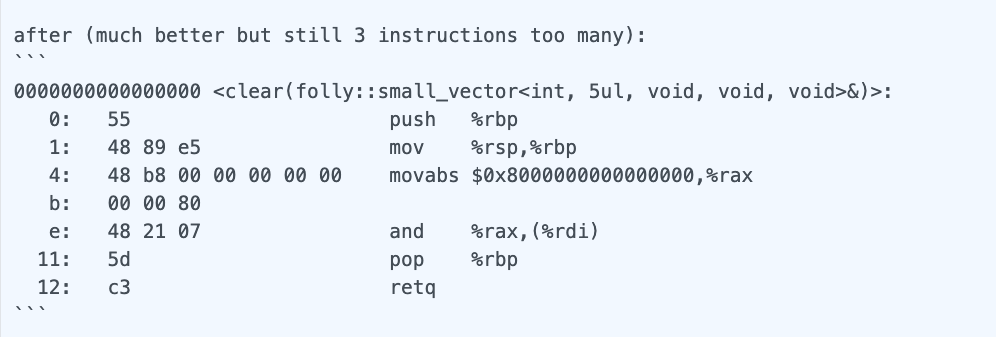 after (much better but still 3 instructions too many):
```
0000000000000000 <clear(folly::small_vector<int, 5ul, void, void, void>&)>:
   0:   55                      push   %rbp
   1:   48 89 e5                mov    %rsp,%rbp
   4:   48 b8 00 00 00 00 00    movabs $0x8000000000000000,%rax
   b:   00 00 80
   e:   48 21 07                and    %rax,(%rdi)
  11:   5d                      pop    %rbp
  12:   c3                      retq
```